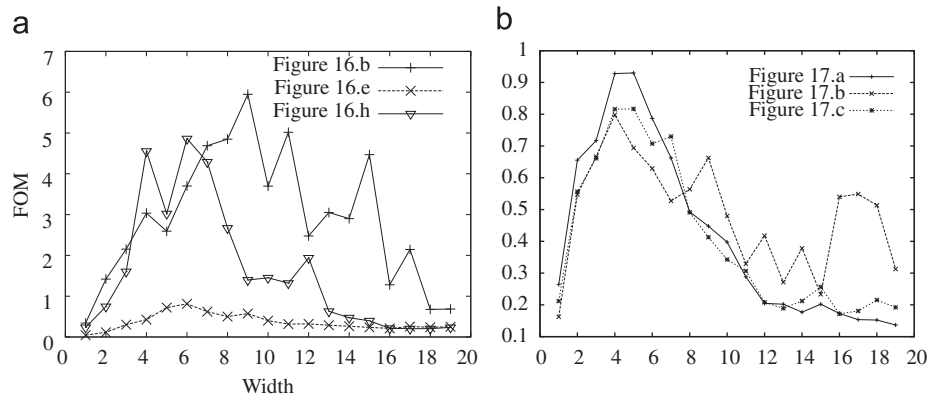 a
7
6
5
4
3
2
1
0
FOM
0 2 4 6 8 10 12 14 16 18 20
Width
Figure 16.b
Figure 16.e
Figure 16.h
b
1
0.9
0.8
0.7
0.6
0.5
0.4
0.3
0.2
0.1
0 2 4 6 8 10 12 14 16 18 20
Figure 17.a
Figure 17.b
Figure 17.c